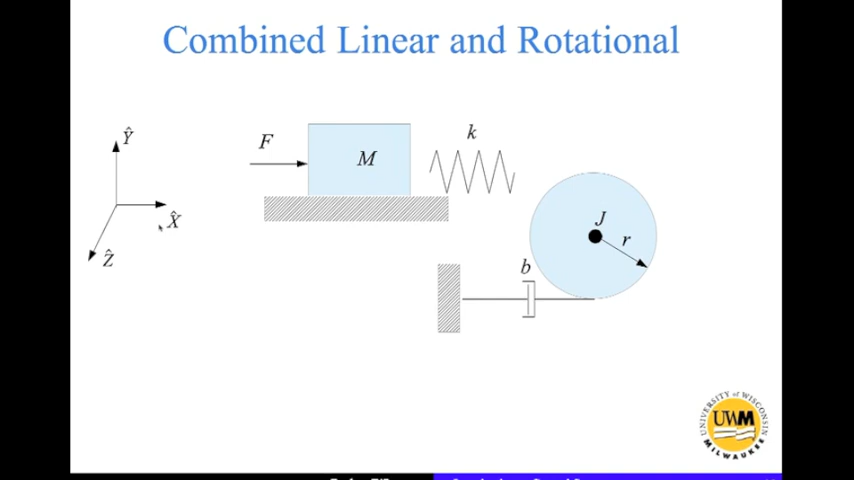 Combined Linear and Rotational
Ŷ
X̂
Ẑ
F
M
k
J
r
b
UNIVERSITY of WISCONSIN
UWM
MILWAUKEE